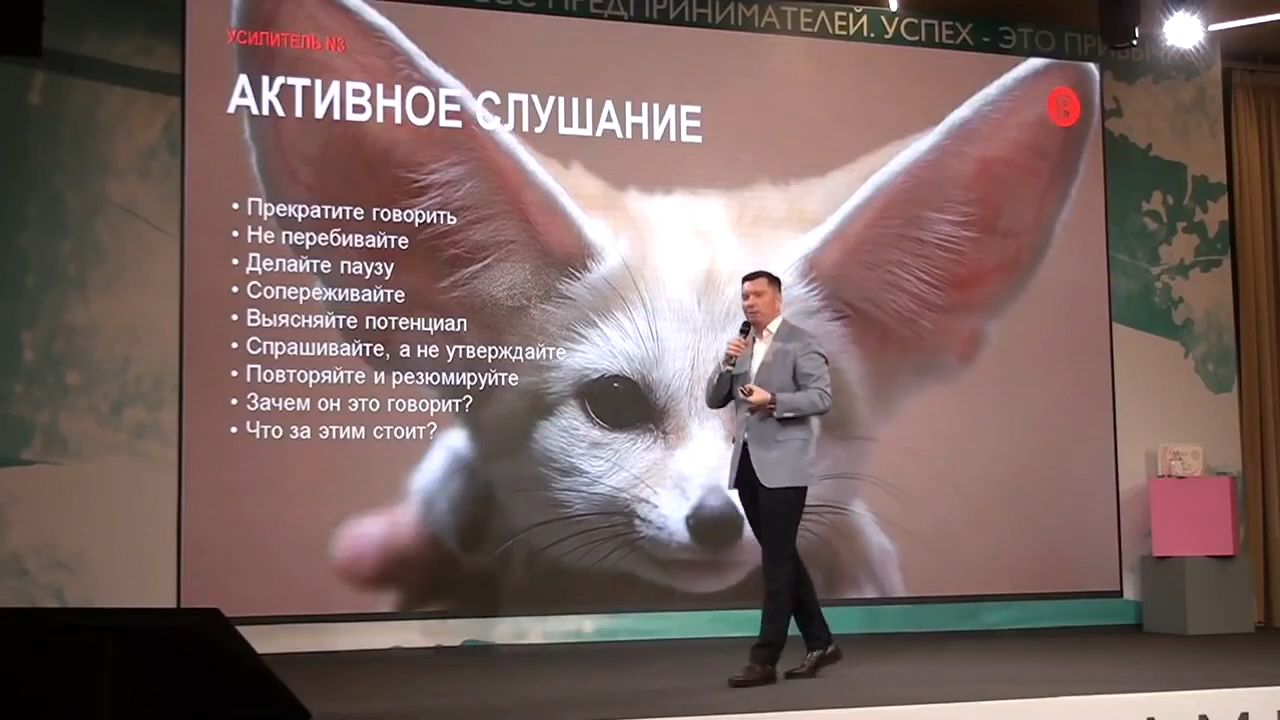 ПРЕДПРИНИМАТЕЛЕЙ. УСПЕХ - ЭТО
УСИЛИТЕЛЬ №3
АКТИВНОЕ СЛУШАНИЕ
В
• Прекратите говорить
• Не перебивайте
• Делайте паузу
• Сопереживайте
• Выясняйте потенциал
• Спрашивайте, а не утверждайте
• Повторяйте и резюмируйте
• Зачем он это говорит?
• Что за этим стоит?